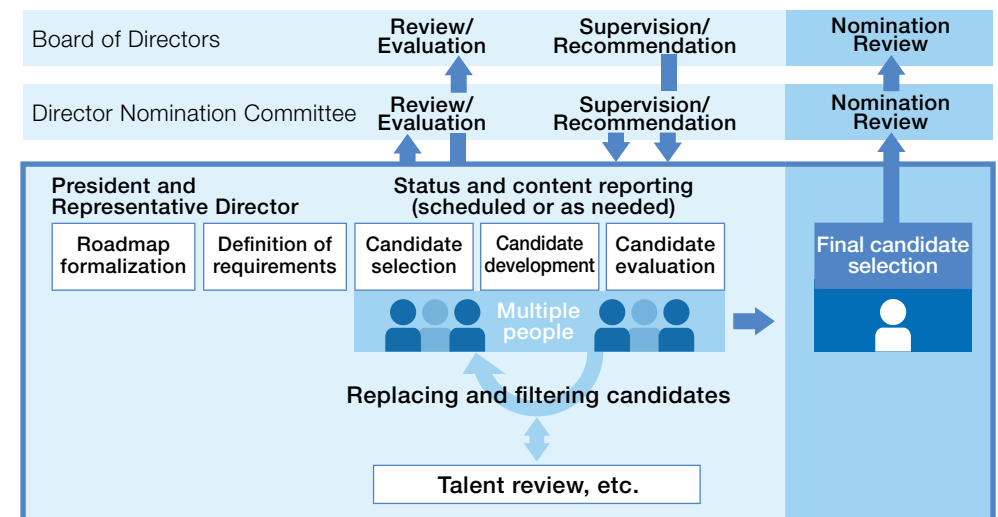 Board of Directors
Review/
Evaluation
Supervision/
Recommendation
Nomination
Review
Director Nomination Committee
Review/
Evaluation
Supervision/
Recommendation
Nomination
Review
President and
Representative Director
Status and content reporting
(scheduled or as needed)
Roadmap
formalization
Definition of
requirements
Candidate
selection
Candidate
development
Candidate
evaluation
Final candidate
selection
Multiple
people
Replacing and filtering candidates
Talent review, etc.